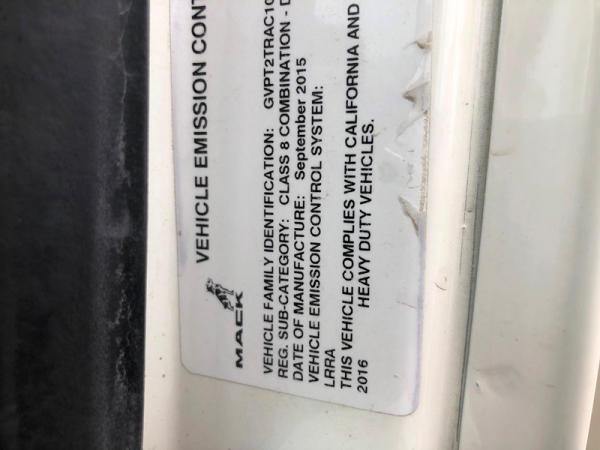 VEHICLE EMISSION CONT
MACK
VEHICLE FAMILY IDENTIFICATION: GVPT2TRAC10
REG. SUB-CATEGORY: CLASS 8 COMBINATION - D
DATE OF MANUFACTURE: September 2015
VEHICLE EMISSION CONTROL SYSTEM:
LRRA
THIS VEHICLE COMPLIES WITH CALIFORNIA AND
2016 HEAVY DUTY VEHICLES.